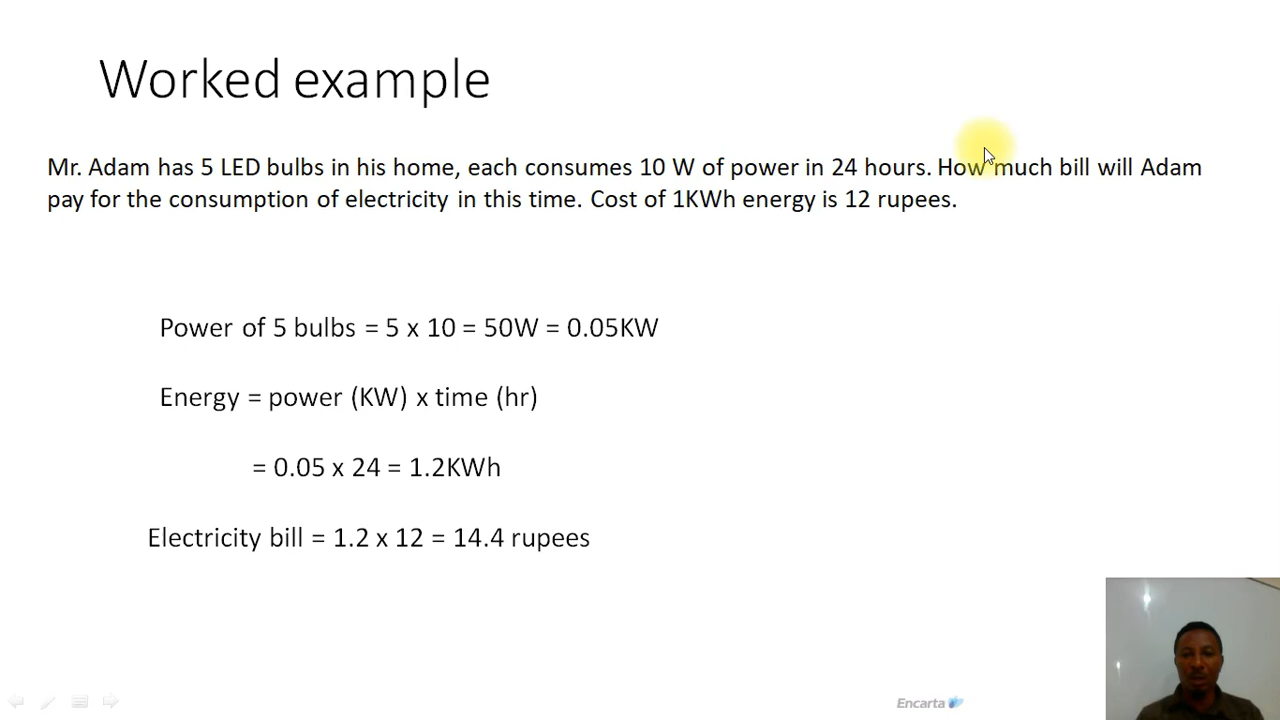 Worked example
Mr. Adam has 5 LED bulbs in his home, each consumes 10 W of power in 24 hours. How much bill will Adam
pay for the consumption of electricity in this time. Cost of 1KWh energy is 12 rupees.
Power of 5 bulbs = 5 x 10 = 50W = 0.05KW
Energy = power (KW) x time (hr)
= 0.05 x 24 = 1.2KWh
Electricity bill = 1.2 x 12 = 14.4 rupees
Encarta